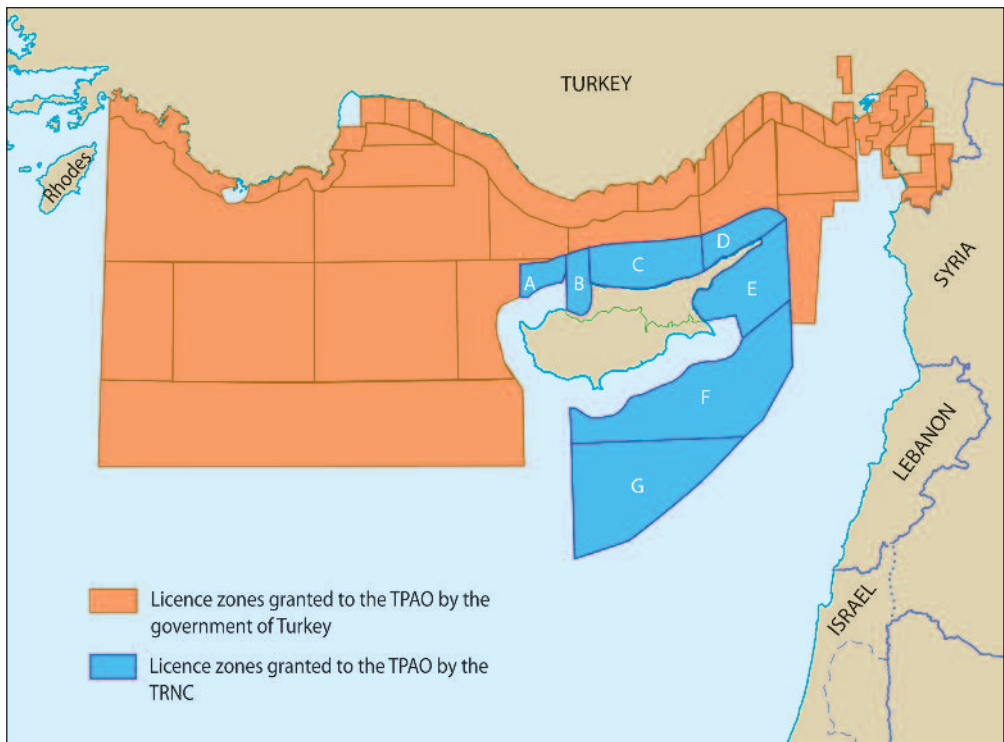 TURKEY
Rhodes
SYRIA
D
C
A
B
E
F
LEBANON
G
Licence zones granted to the TPAO by the
government of Turkey
ISRAEL
Licence zones granted to the TPAO by the
TRNC